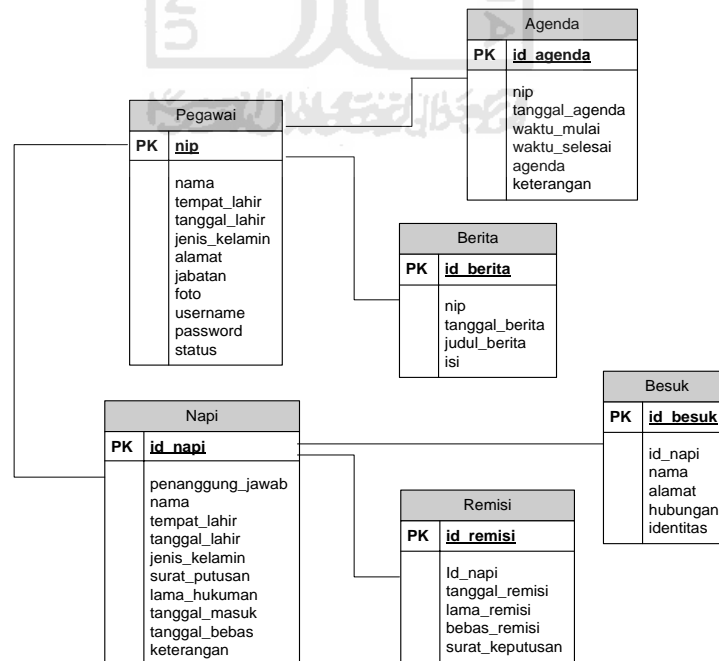 Agenda
PK id_agenda
nip
tanggal_agenda
waktu_mulai
waktu_selesai
agenda
keterangan
Pegawai
PK nip
nama
tempat_lahir
tanggal_lahir
jenis_kelamin
alamat
jabatan
foto
username
password
status
Berita
PK id_berita
nip
tanggal_berita
judul_berita
isi
Besuk
PK id_besuk
id_napi
nama
alamat
hubungan
identitas
Napi
PK id_napi
penanggung_jawab
nama
tempat_lahir
tanggal_lahir
jenis_kelamin
surat_putusan
lama_hukuman
tanggal_masuk
tanggal_bebas
keterangan
Remisi
PK id_remisi
Id_napi
tanggal_remisi
lama_remisi
bebas_remisi
surat_keputusan